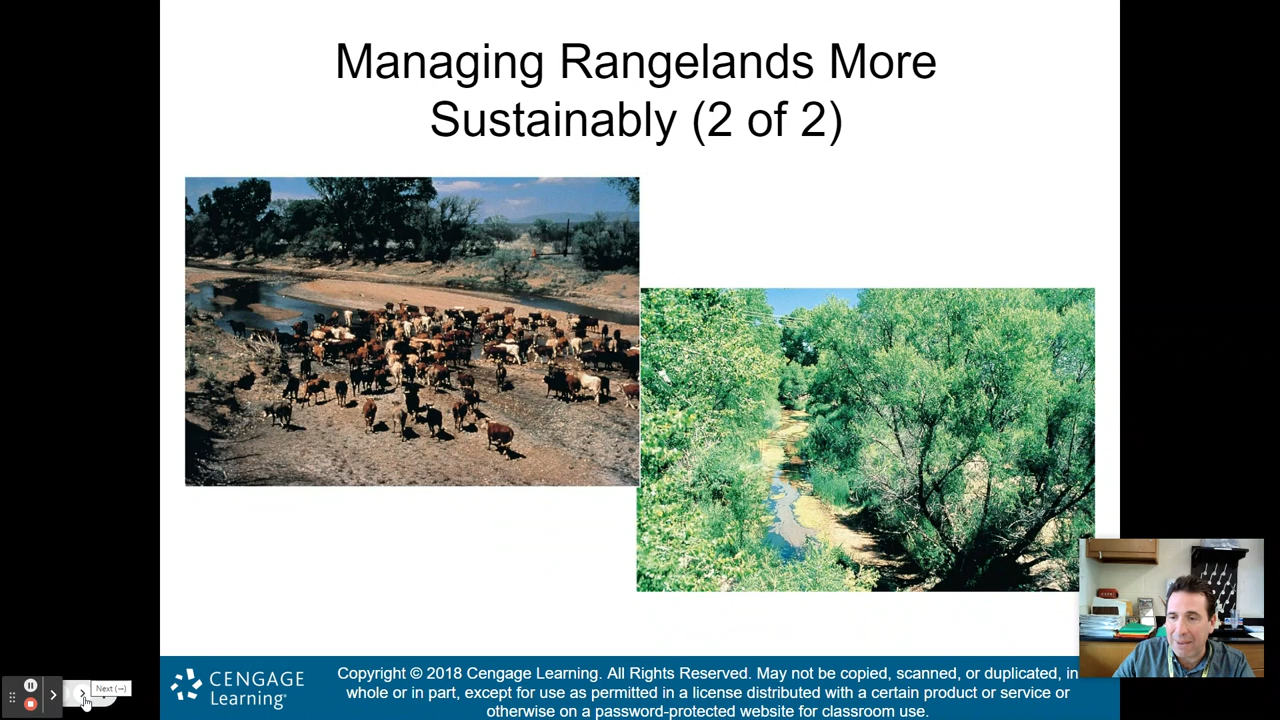 Managing Rangelands More
Sustainably (2 of 2)
CENGAGE
Learning®
Copyright © 2018 Cengage Learning. All Rights Reserved. May not be copied, scanned, or duplicated, in
whole or in part, except for use as permitted in a license distributed with a certain product or service or
otherwise on a password-protected website for classroom use.
Next (→)